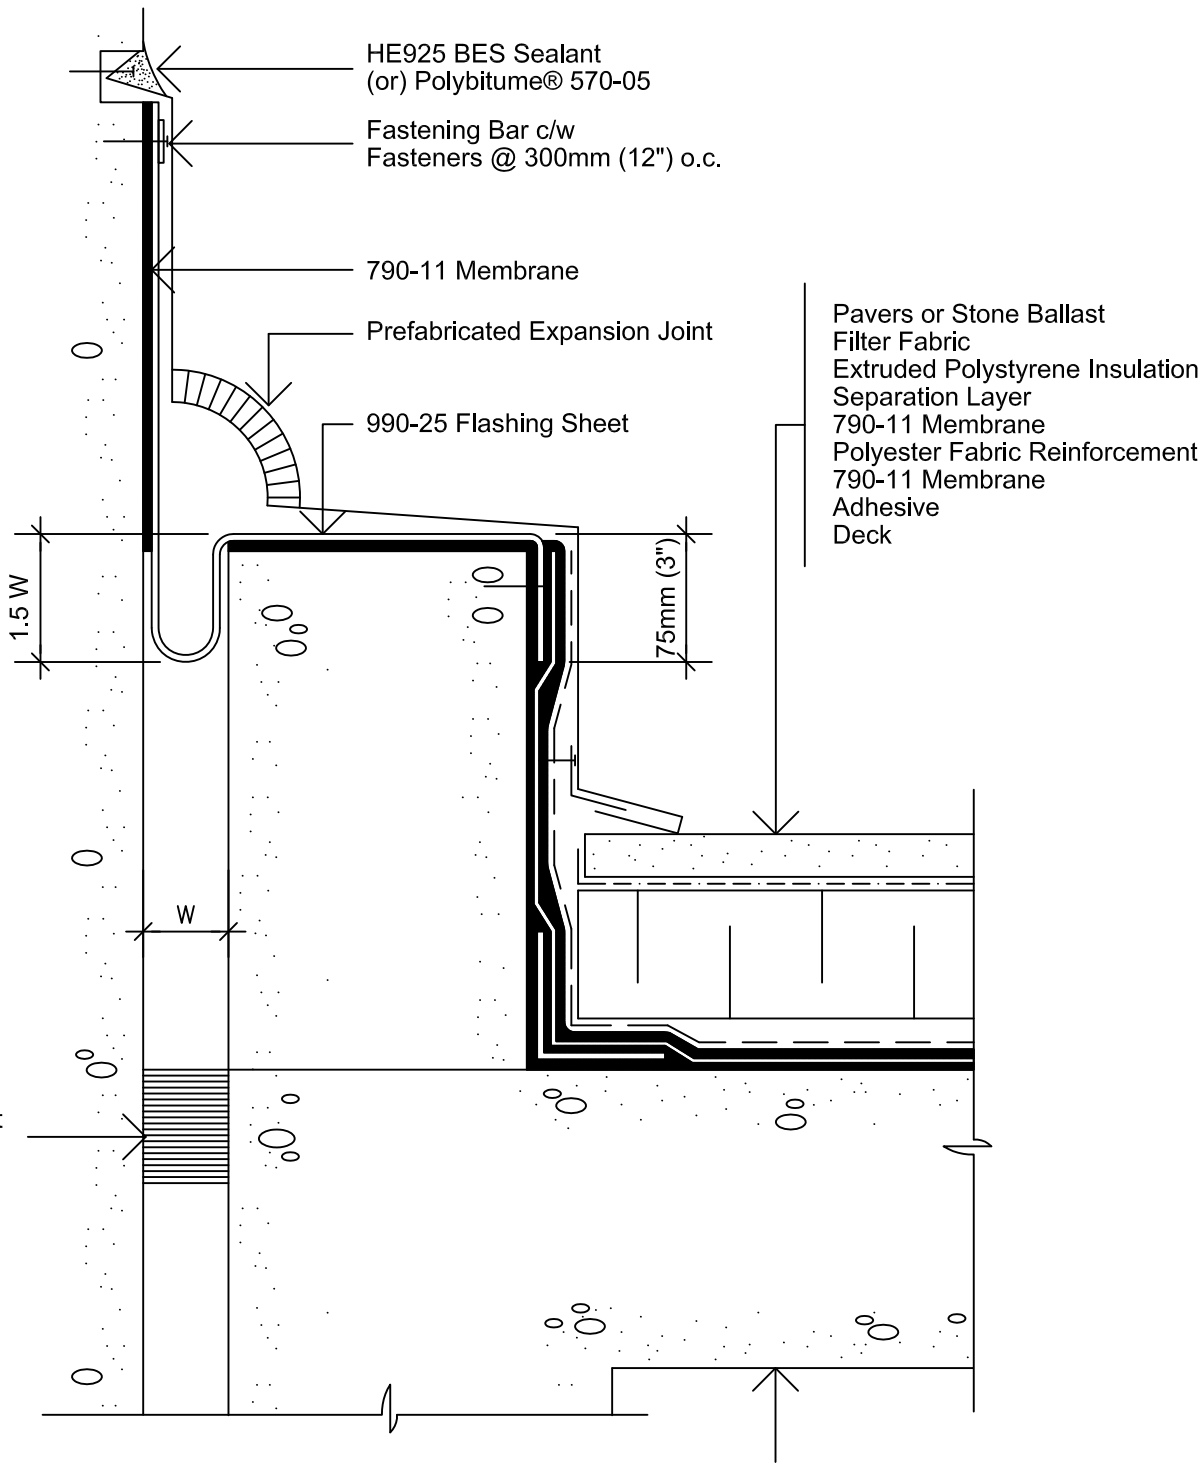 HE925 BES Sealant
(or) Polybitume® 570-05
Fastening Bar c/w
Fasteners @ 300mm (12") o.c.
790-11 Membrane
Prefabricated Expansion Joint
990-25 Flashing Sheet
Pavers or Stone Ballast
Filter Fabric
Extruded Polystyrene Insulation
Separation Layer
790-11 Membrane
Polyester Fabric Reinforcement
790-11 Membrane
Adhesive
Deck
1.5 W
75mm (3")
W